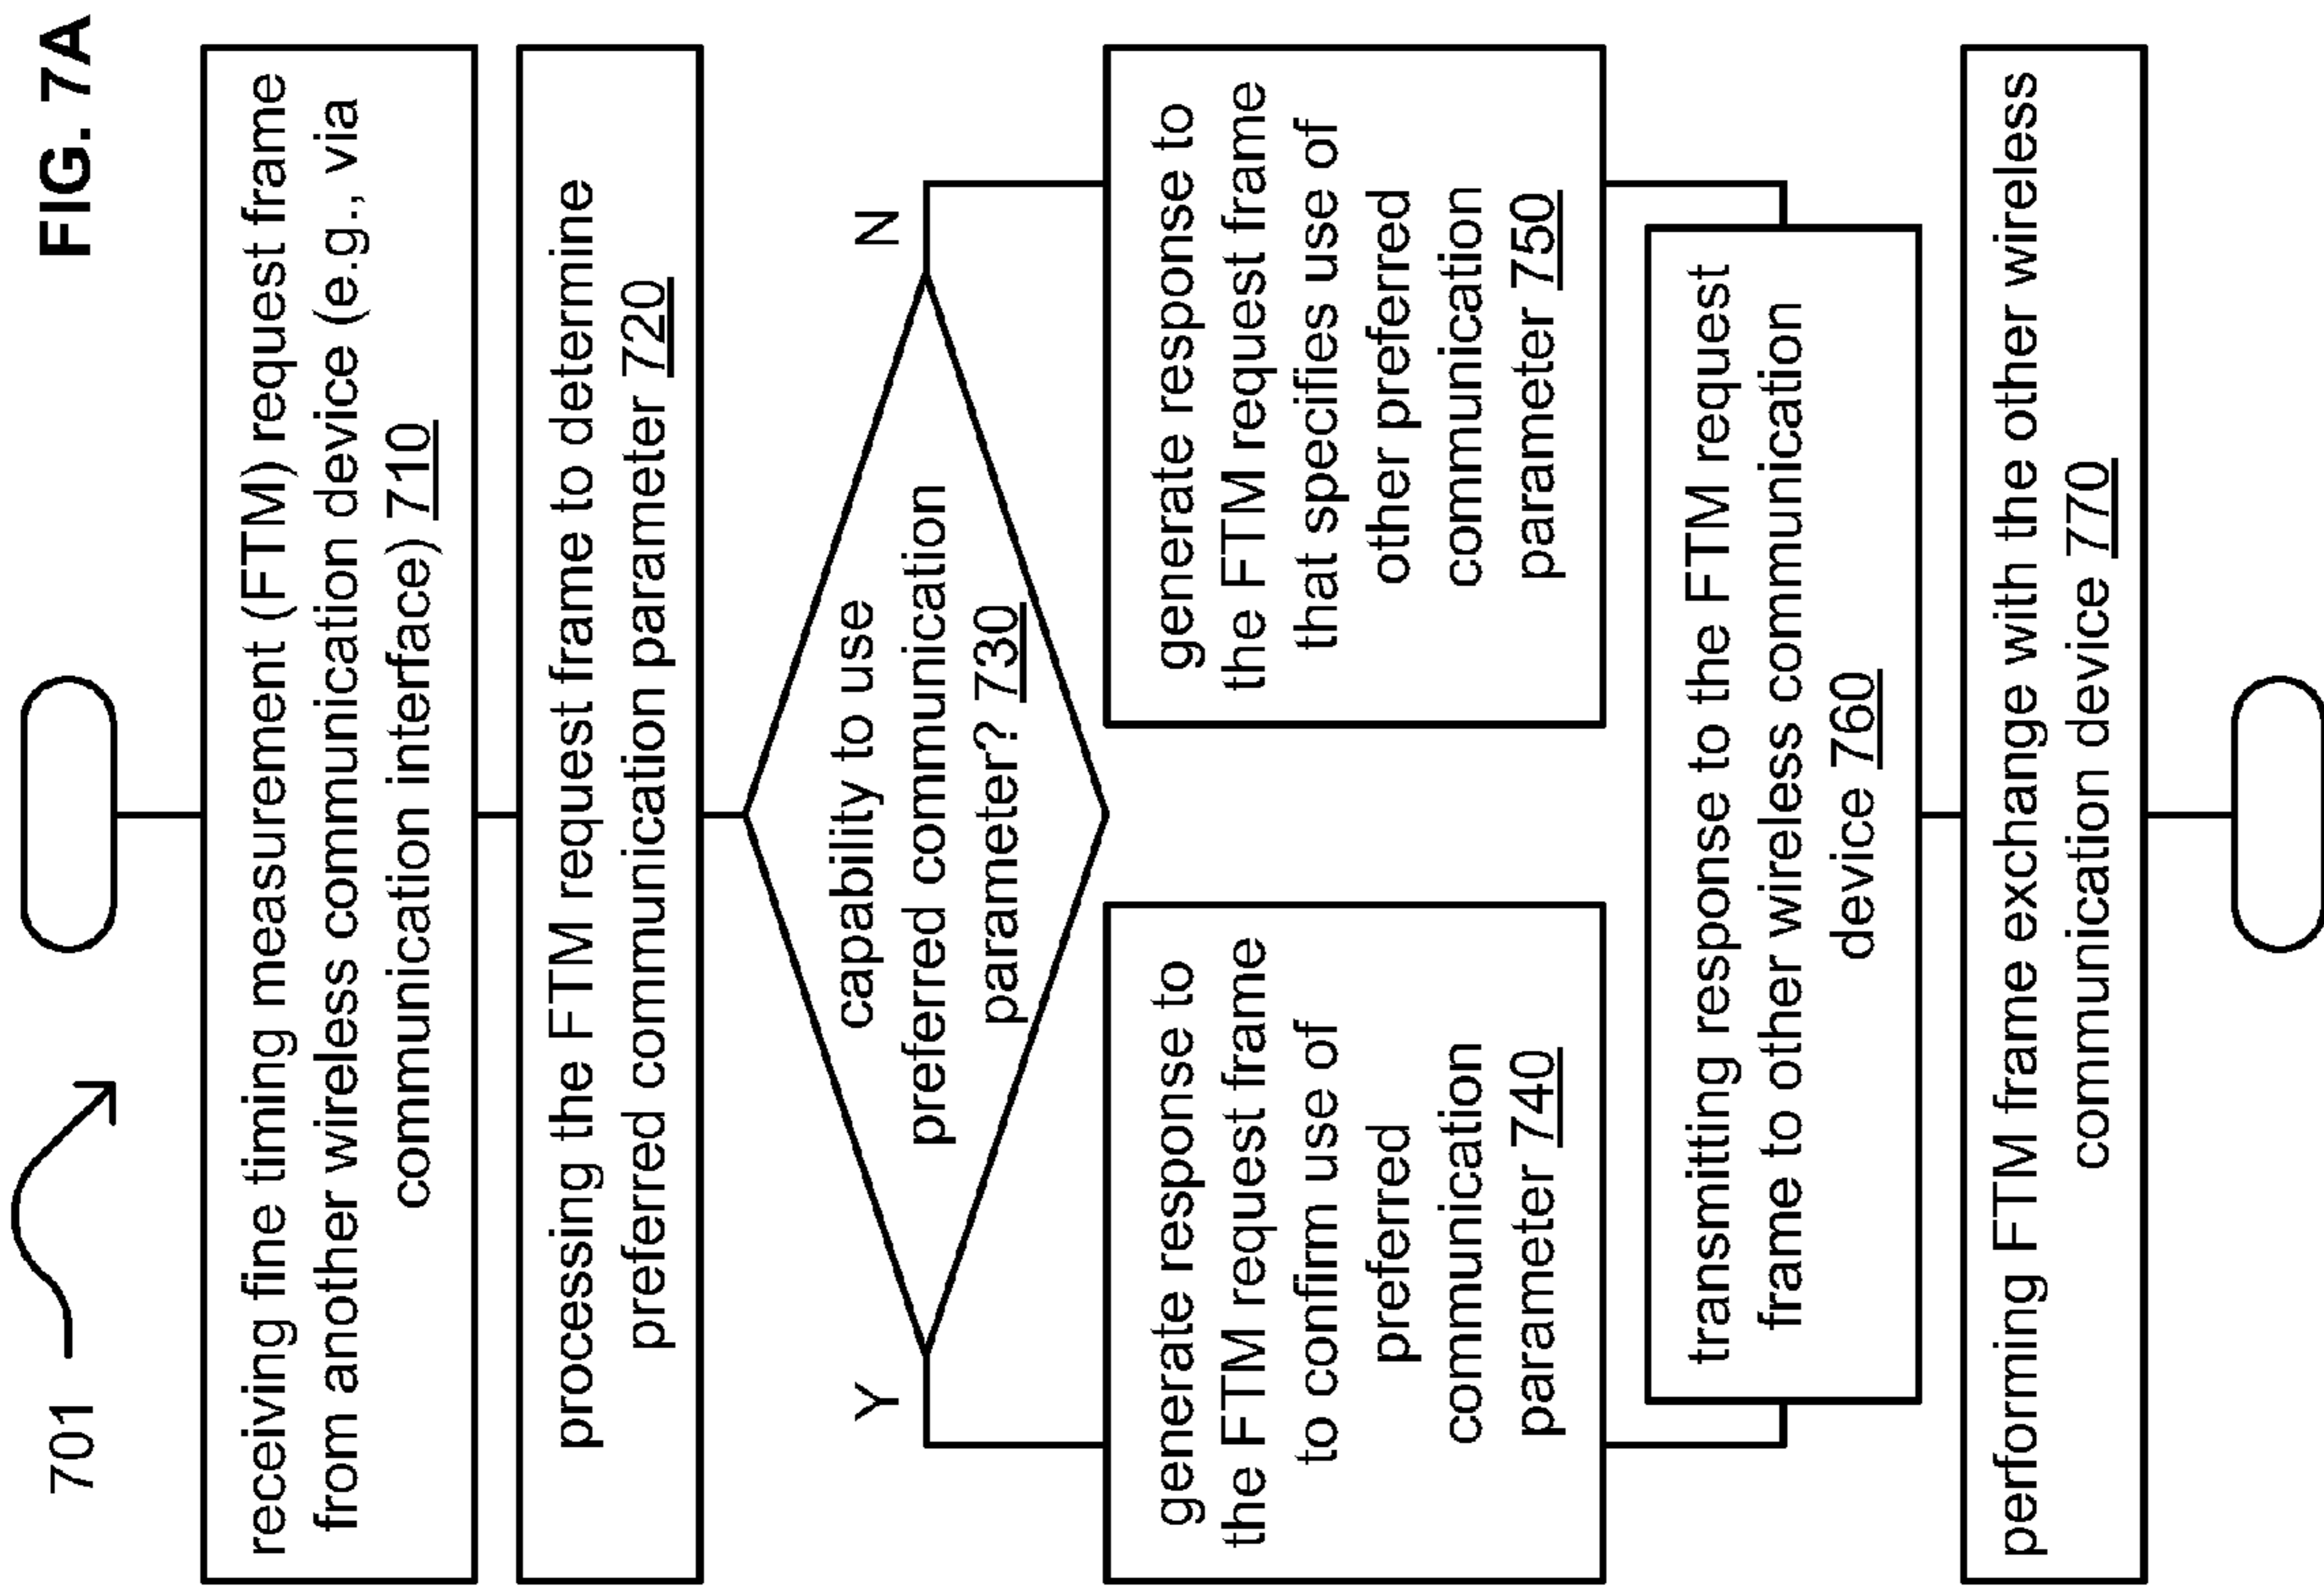 FIG. 7A
701
receiving fine timing measurement (FTM) request frame
from another wireless communication device (e.g., via
communication interface) 710
processing the FTM request frame to determine
preferred communication parameter 720
capability to use
preferred communication
parameter? 730
Y
N
generate response to
the FTM request frame
to confirm use of
preferred
communication
parameter 740
generate response to
the FTM request frame
that specifies use of
other preferred
communication
parameter 750
transmitting response to the FTM request
frame to other wireless communication
device 760
performing FTM frame exchange with the other wireless
communication device 770